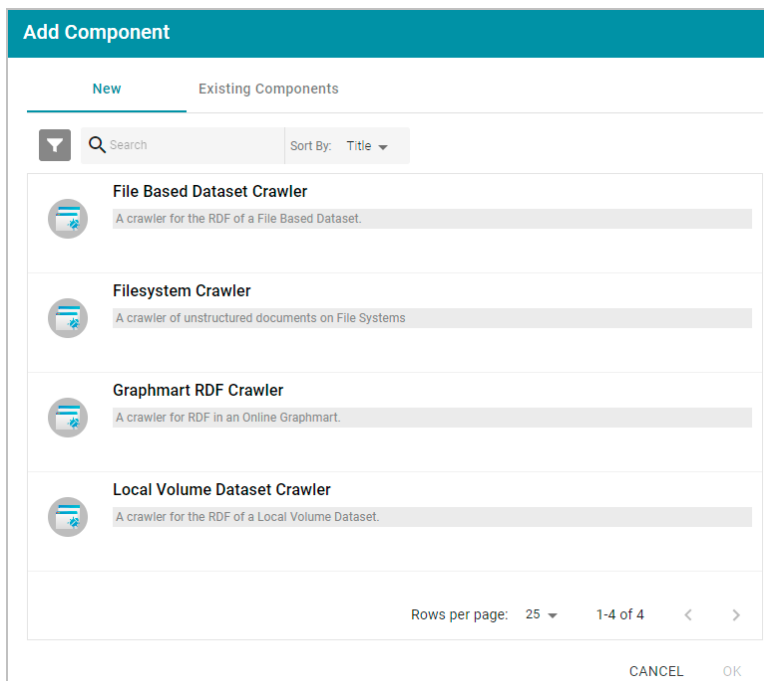 Add Component
New Existing Components
Search Sort By: Title
File Based Dataset Crawler
A crawler for the RDF of a File Based Dataset.
Filesystem Crawler
A crawler of unstructured documents on File Systems
Graphmart RDF Crawler
A crawler for RDF in an Online Graphmart.
Local Volume Dataset Crawler
A crawler for the RDF of a Local Volume Dataset.
Rows per page: 25 1-4 of 4
CANCEL OK